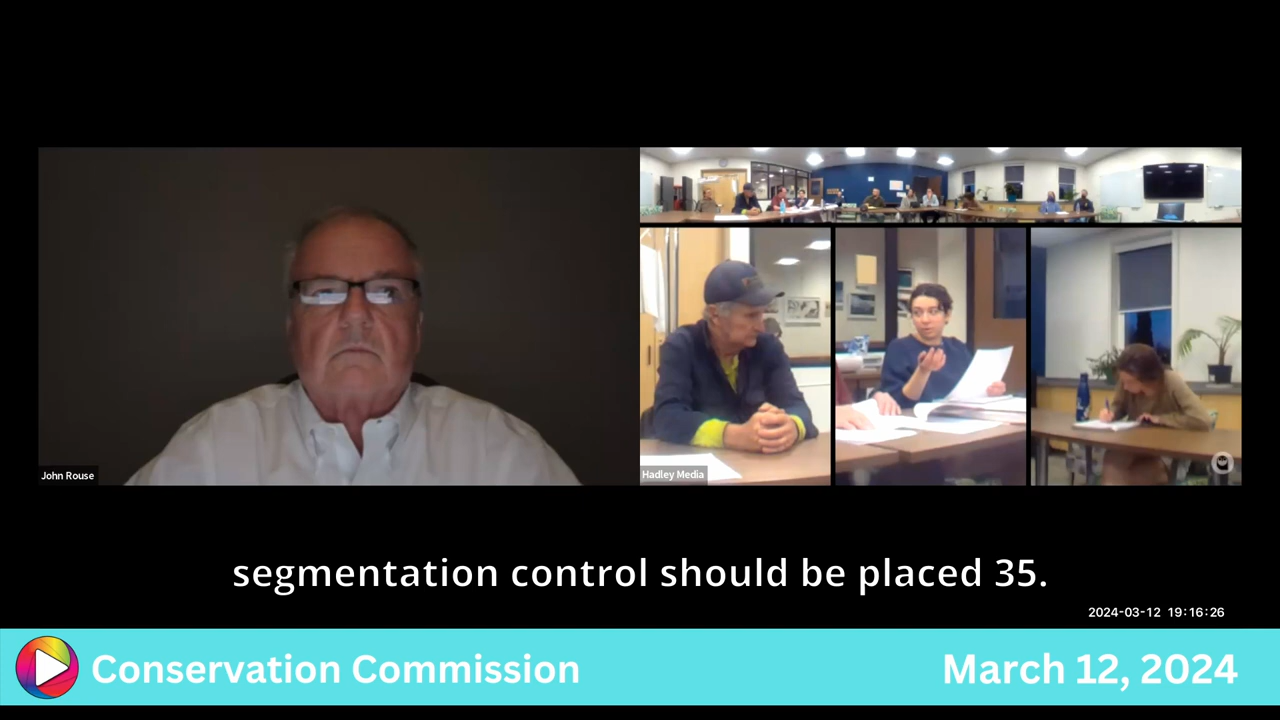 John Rouse
Hadley Media
segmentation control should be placed 35.
2024-03-12 19:16:26
Conservation Commission
March 12, 2024